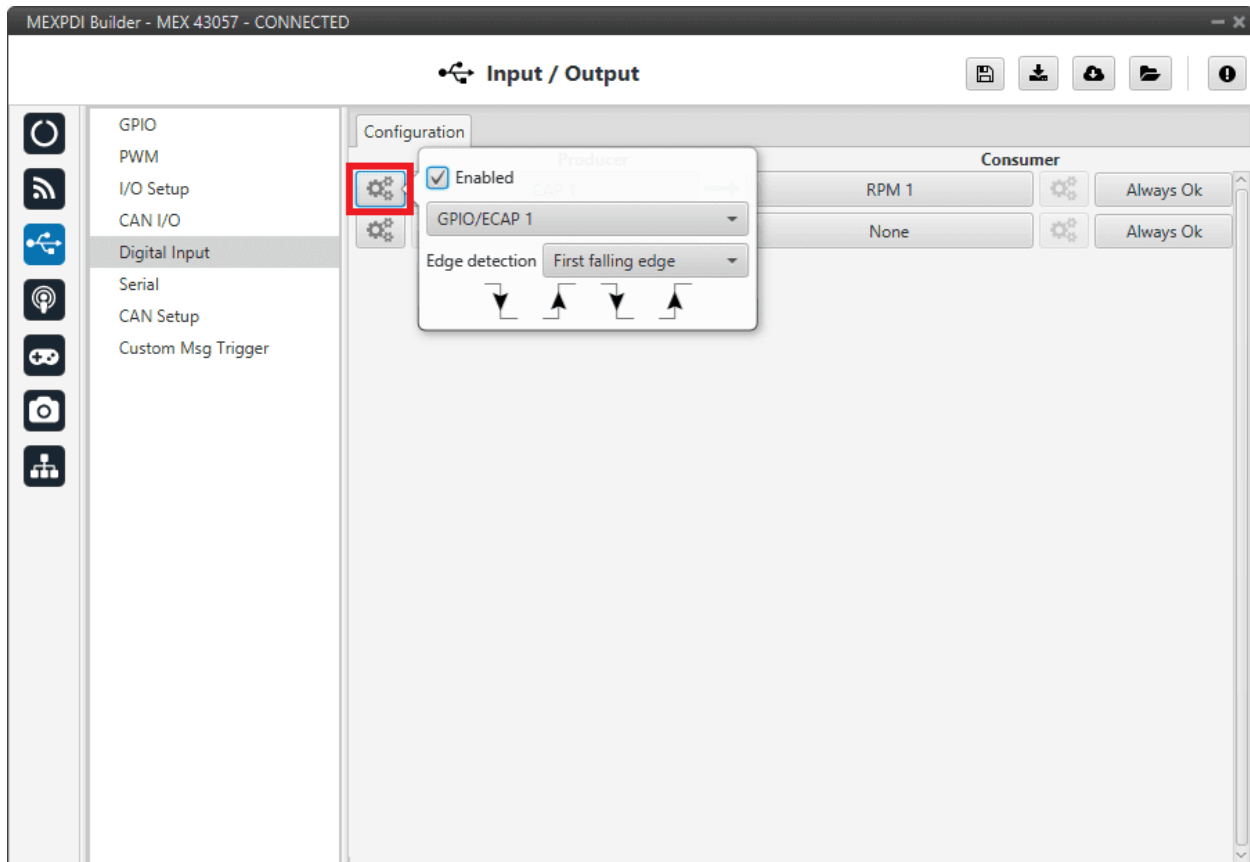 MEXPDI Builder - MEX 43057 - CONNECTED
Input / Output
GPIO
PWM
I/O Setup
CAN I/O
Digital Input
Serial
CAN Setup
Custom Msg Trigger
Configuration
Producer Consumer
Enabled
CAP 1 RPM 1 Always Ok
GPIO/ECAP 1
None Always Ok
Edge detection First falling edge